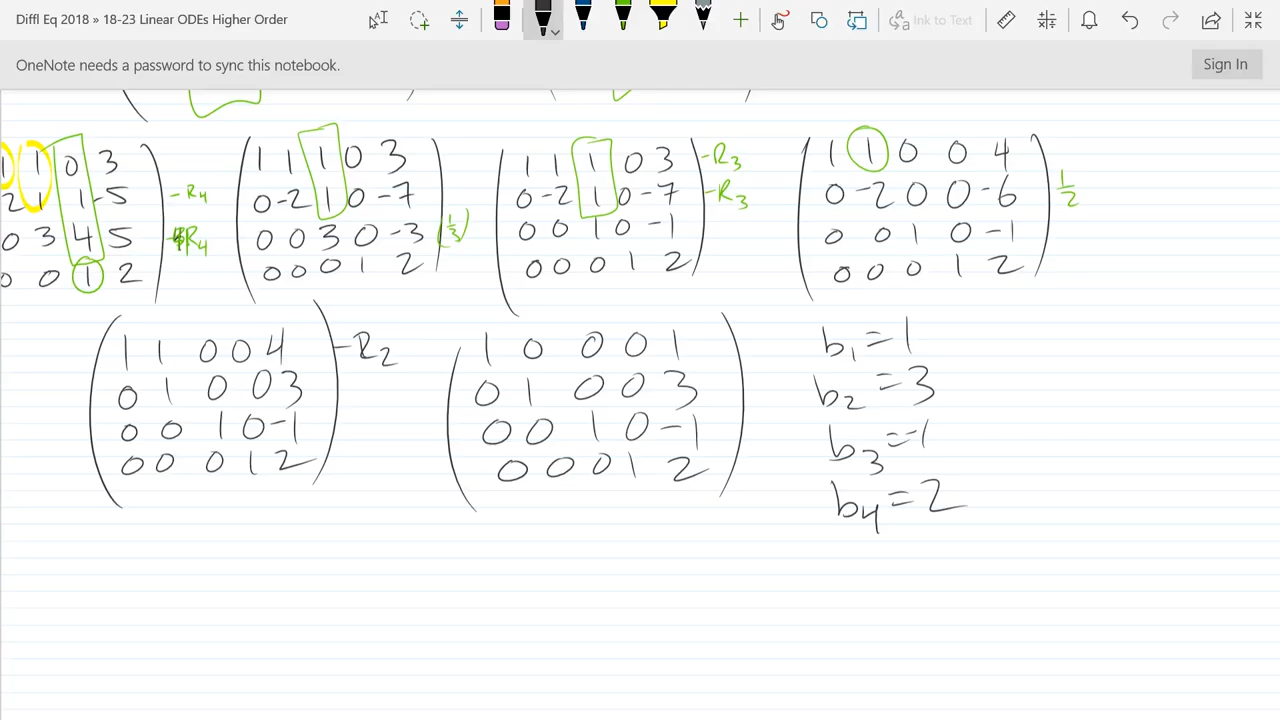 Diffl Eq 2018 » 18-23 Linear ODEs Higher Order
Link to Text
OneNote needs a password to sync this notebook.
Sign In
1 1 0 3
2 1 1 -5 -R4
0 3 4 5 -4R4
0 0 1 2
1 1 1 0 3
0 -2 1 0 -7
0 0 3 0 -3 (1/3)
0 0 0 1 2
1 1 1 0 3 -R3
0 -2 1 0 -7 -R3
0 0 1 0 -1
0 0 0 1 2
1 1 0 0 4
0 -2 0 0 -6 1/2
0 0 1 0 -1
0 0 0 1 2
1 1 0 0 4 -R2
0 1 0 0 3
0 0 1 0 -1
0 0 0 1 2
1 0 0 0 1
0 1 0 0 3
0 0 1 0 -1
0 0 0 1 2
b1 = 1
b2 = 3
b3 = -1
b4 = 2